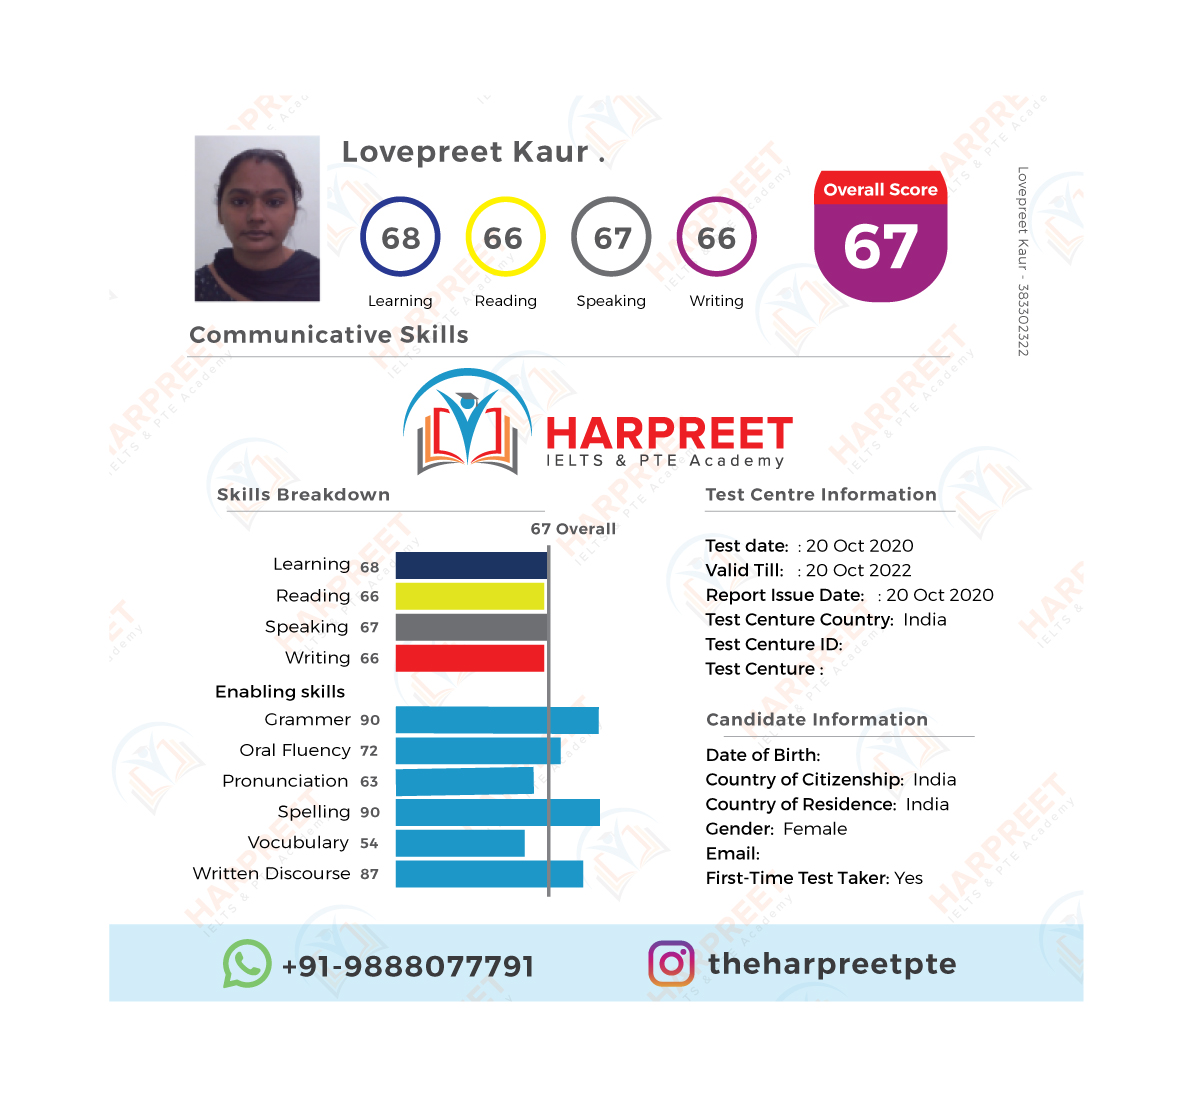 Lovepreet Kaur .
68 66 67 66
Learning Reading Speaking Writing
Overall Score
67
Lovepreet Kaur - 383302322
Communicative Skills
HARPREET
IELTS & PTE Academy
Skills Breakdown
67 Overall
Learning 68
Reading 66
Speaking 67
Writing 66
Enabling skills
Grammer 90
Oral Fluency 72
Pronunciation 63
Spelling 90
Vocubulary 54
Written Discourse 87
Test Centre Information
Test date: : 20 Oct 2020
Valid Till: : 20 Oct 2022
Report Issue Date: : 20 Oct 2020
Test Centure Country: India
Test Centure ID:
Test Centure :
Candidate Information
Date of Birth:
Country of Citizenship: India
Country of Residence: India
Gender: Female
Email:
First-Time Test Taker: Yes
+91-9888077791
theharpreetpte